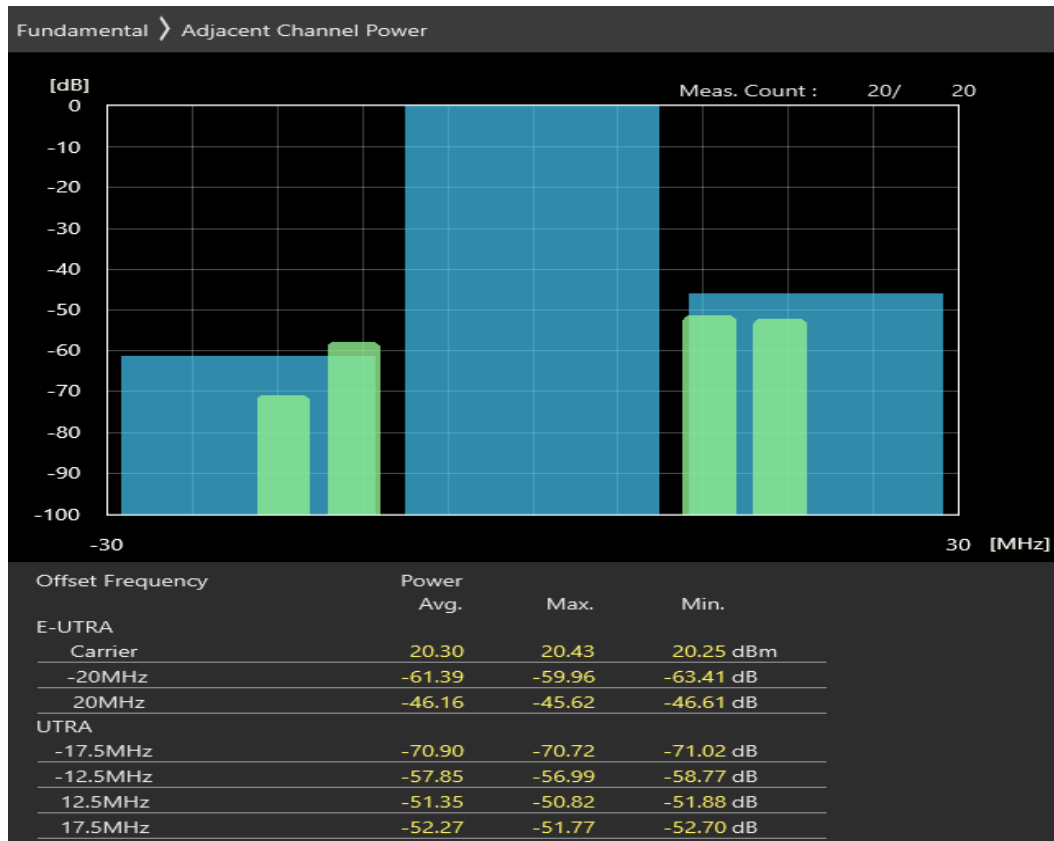 Fundamental 〉 Adjacent Channel Power
[dB]
Meas. Count : 20/ 20
0
-10
-20
-30
-40
-50
-60
-70
-80
-90
-100
-30 30 [MHz]
Offset Frequency Power
Avg. Max. Min.
E-UTRA
Carrier 20.30 20.43 20.25 dBm
-20MHz -61.39 -59.96 -63.41 dB
20MHz -46.16 -45.62 -46.61 dB
UTRA
-17.5MHz -70.90 -70.72 -71.02 dB
-12.5MHz -57.85 -56.99 -58.77 dB
12.5MHz -51.35 -50.82 -51.88 dB
17.5MHz -52.27 -51.77 -52.70 dB